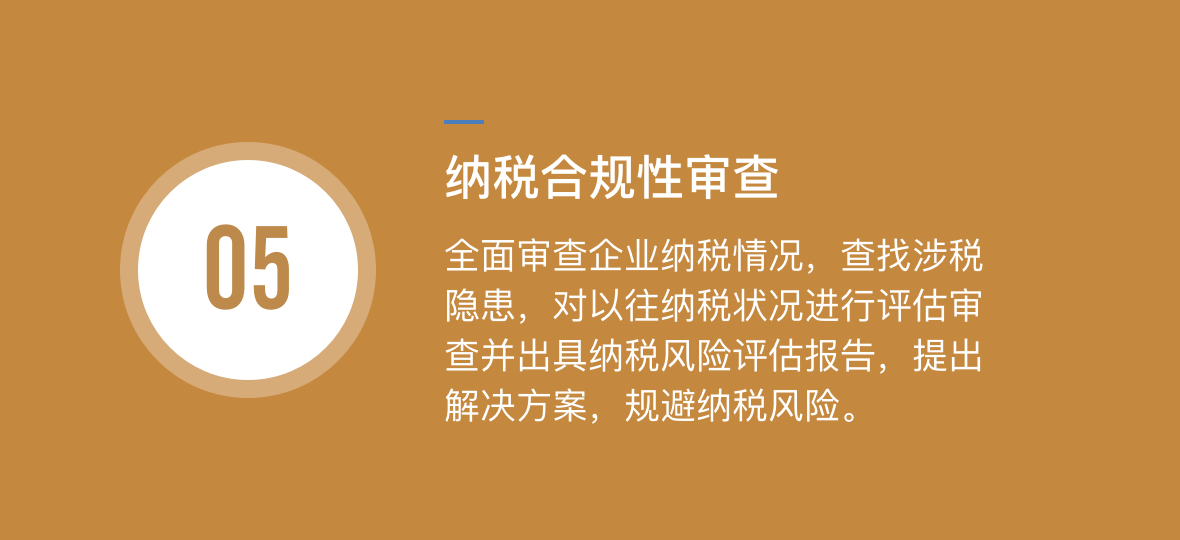 05
纳税合规性审查
全面审查企业纳税情况，查找涉税
隐患，对以往纳税状况进行评估审
查并出具纳税风险评估报告，提出
解决方案，规避纳税风险。